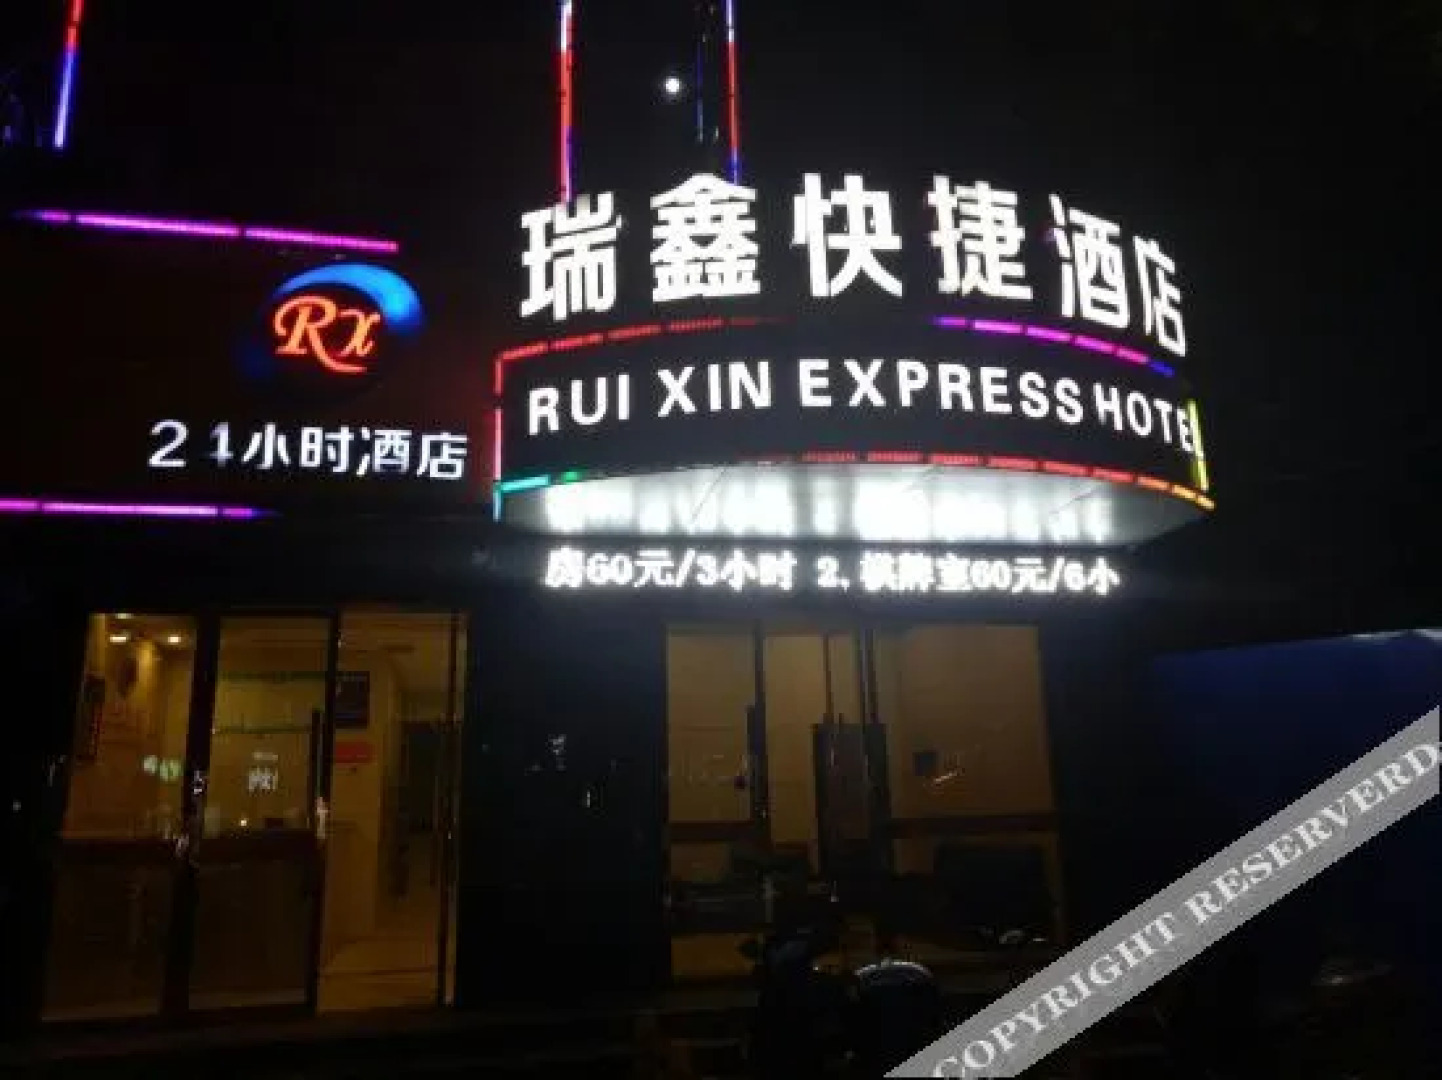 瑞鑫快捷酒店
Rx
RUI XIN EXPRESS HOTEL
24小时酒店
房60元/3小时 2,棋牌室60元/6小
COPYRIGHT RESERVERD